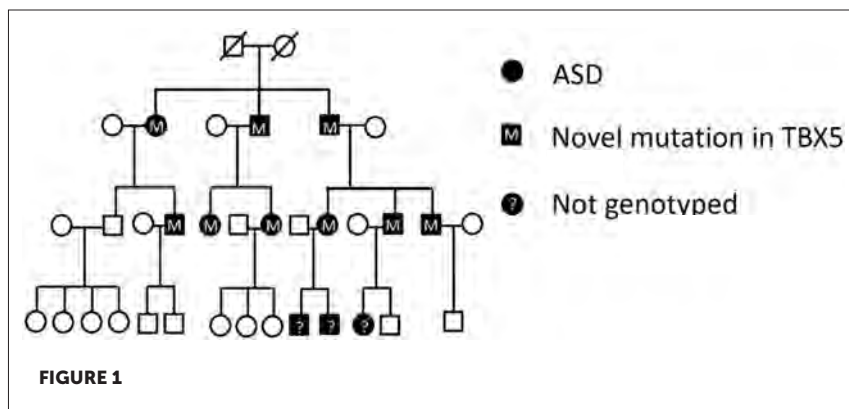 M M M
M M M M M M
? ? ?
ASD
M Novel mutation in TBX5
? Not genotyped
FIGURE 1